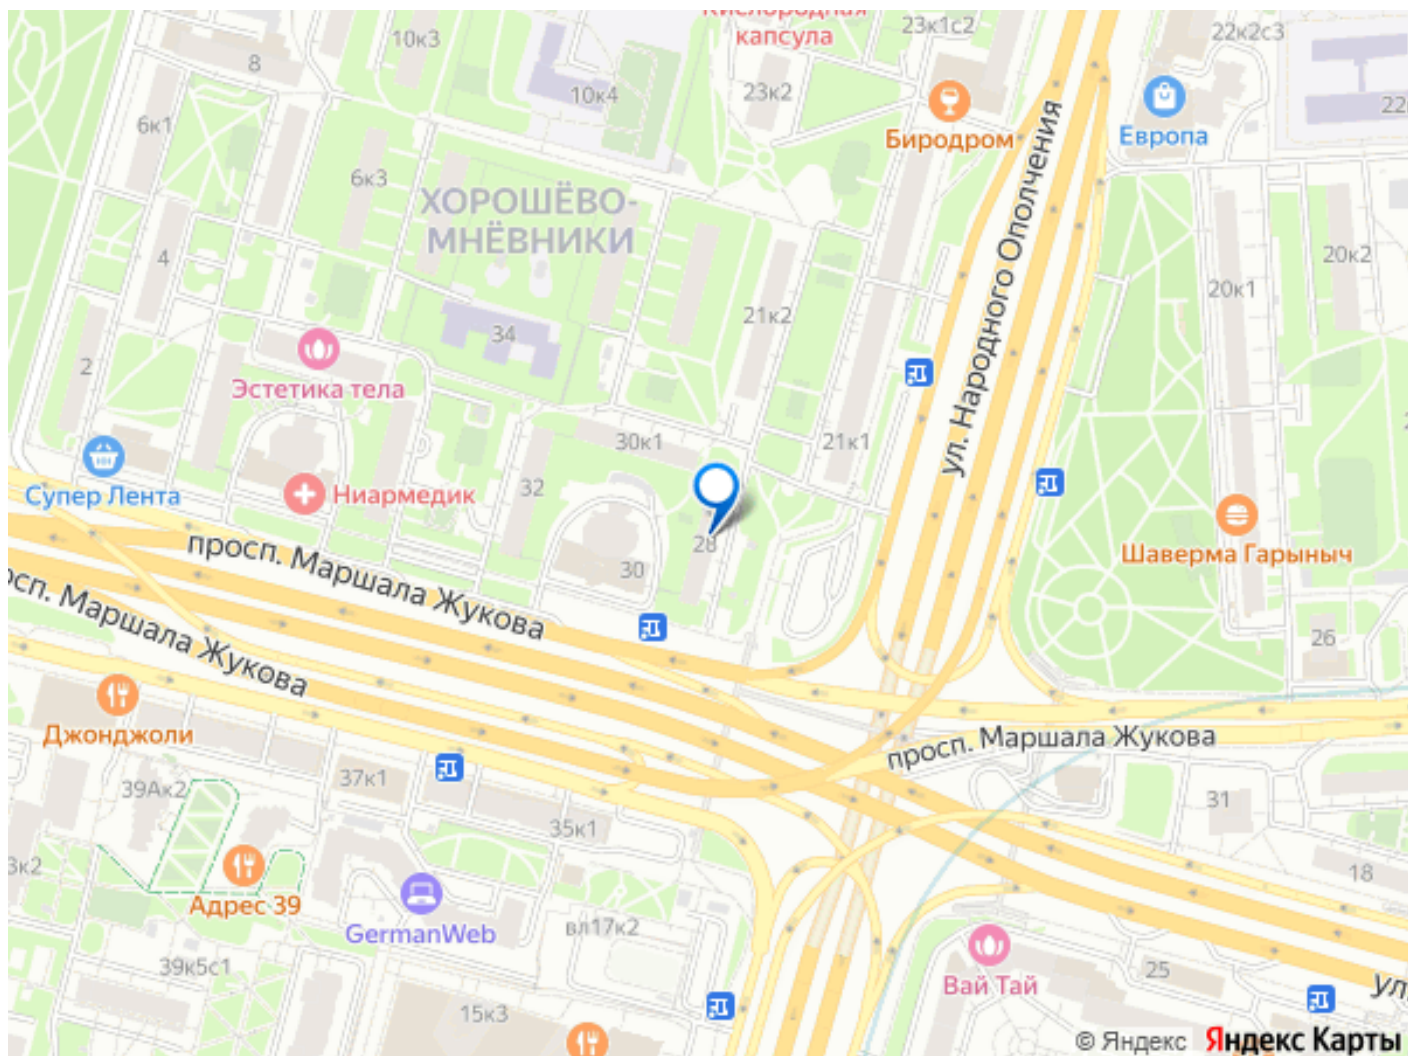 Кислородная
капсула
23к1с2
22к2с3
10к3
8
10к4
23к2
Биродром
Европа
6к1
6к3
ХОРОШЁВО-
МНЁВНИКИ
ул. Народного Ополчения
4
20к2
20к1
21к2
34
2
Эстетика тела
30к1
21к1
Супер Лента
Ниармедик
32
28
30
Шаверма Гарыныч
просп. Маршала Жукова
просп. Маршала Жукова
26
Джонджоли
просп. Маршала Жукова
39Ак2
37к1
31
35к1
18
Адрес 39
GermanWeb
вл17к2
39к5с1
Вай Тай
25
15к3
© Яндекс Яндекс Карты